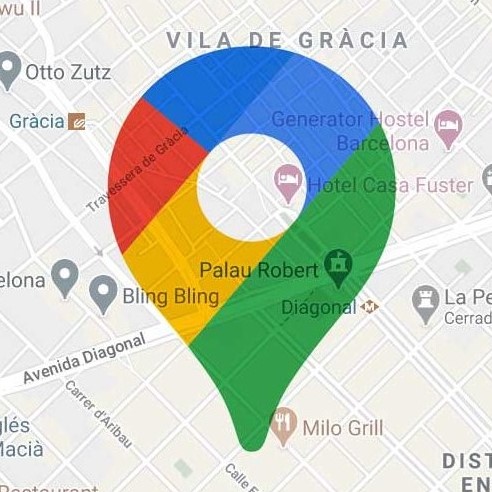 wu II
VILA DE GRÀCIA
Otto Zutz
Gràcia
Generator Hostel
Barcelona
Travessera de Gràcia
Hotel Casa Fuster
Palau Robert
elona
Bling Bling
Diagonal
La Pe
Cerrad
Avenida Diagonal
Carrer d'Aribau
glés
Macià
Milo Grill
DIST
EN
Calle E
Restaurant